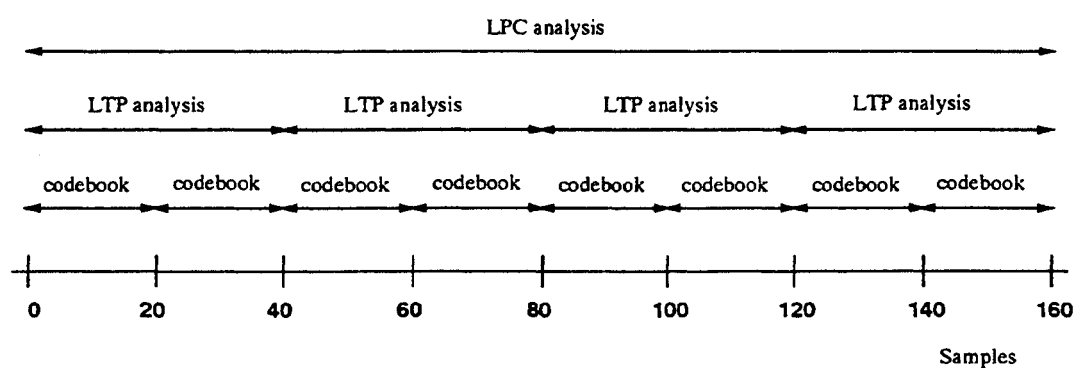 LPC analysis
LTP analysis LTP analysis LTP analysis LTP analysis
codebook codebook codebook codebook codebook codebook codebook codebook
0 20 40 60 80 100 120 140 160
Samples